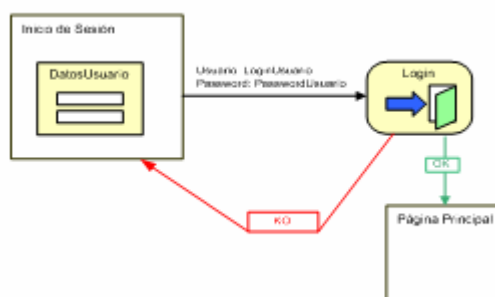 Inicio de Sesión
DatosUsuario
Usuario: LoginUsuario
Password: PasswordUsuario
Login
OK
KO
Página Principal